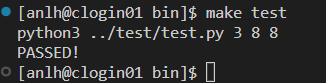 [anlh@clogin01 bin]$ make test
python3 ../test/test.py 3 8 8
PASSED!
[anlh@clogin01 bin]$